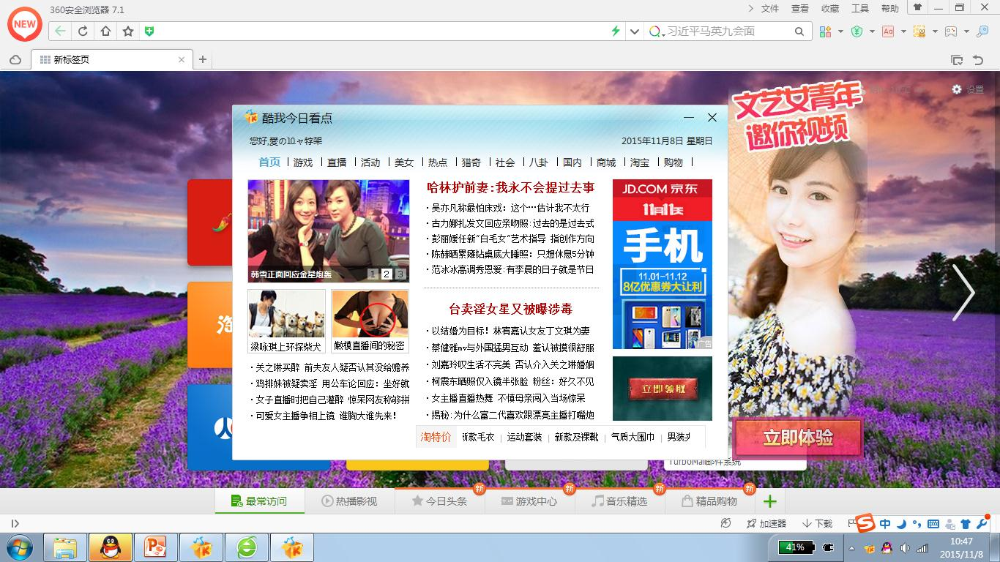 NEW
360安全浏览器 7.1
文件 查看 收藏 工具 帮助
习近平马英九会面
新标签页
设置
文艺女青年
邀你视频
酷我今日看点
2015年11月8日 星期日
首页 游戏 直播 活动 美女 热点 猎奇 社会 八卦 国内 商城 淘宝 购物
韩雪正面回应金星炮轰
1 2 3
梁咏琪上环探柴犬
嫩模直播间的秘密
·关之琳买醉 前夫友人疑否认其没给赡养
·鸡排妹被疑卖淫 用公车论回应：坐好就
·女子直播时把自己灌醉 惊呆网友称够拼
·可爱女主播争相上镜 谁胸大谁先来！
哈林护前妻:我永不会提过去事
·吴亦凡称最怕床戏：这个…估计我不太行
·古力娜扎发文回应亲吻照:过去的是过去式
·彭丽媛任新"白毛女"艺术指导 指创作方向
·陈赫晒累瘫钻桌底大睡照：只想休息5分钟
·范冰冰高调秀恩爱:有李晨的日子就是节日
台卖淫女星又被曝涉毒
·以结婚为目标！林宥嘉认女友丁文琪为妻
·蔡健雅mv与外国猛男互动 羞认被摸很舒服
·刘嘉玲叹生活不完美 否认介入关之琳婚姻
·柯震东晒照仅入镜半张脸 粉丝：好久不见
·女主播直播热舞 不慎母亲闯入当场惊呆
·揭秘:为什么富二代喜欢跟漂亮主播打嘴炮
淘特价 新款毛衣 运动套装 新款及裸靴 气质大围巾 男装
JD.COM 京东
11月11天
手机
11.01-11.12
8亿优惠券大让利
广告
立即领取
立即体验
淘
TurboMail邮件系统
最常访问 热播影视 新 今日头条 新 游戏中心 新 音乐精选 新 精品购物
加速器 下载
中
41%
10:47
2015/11/8